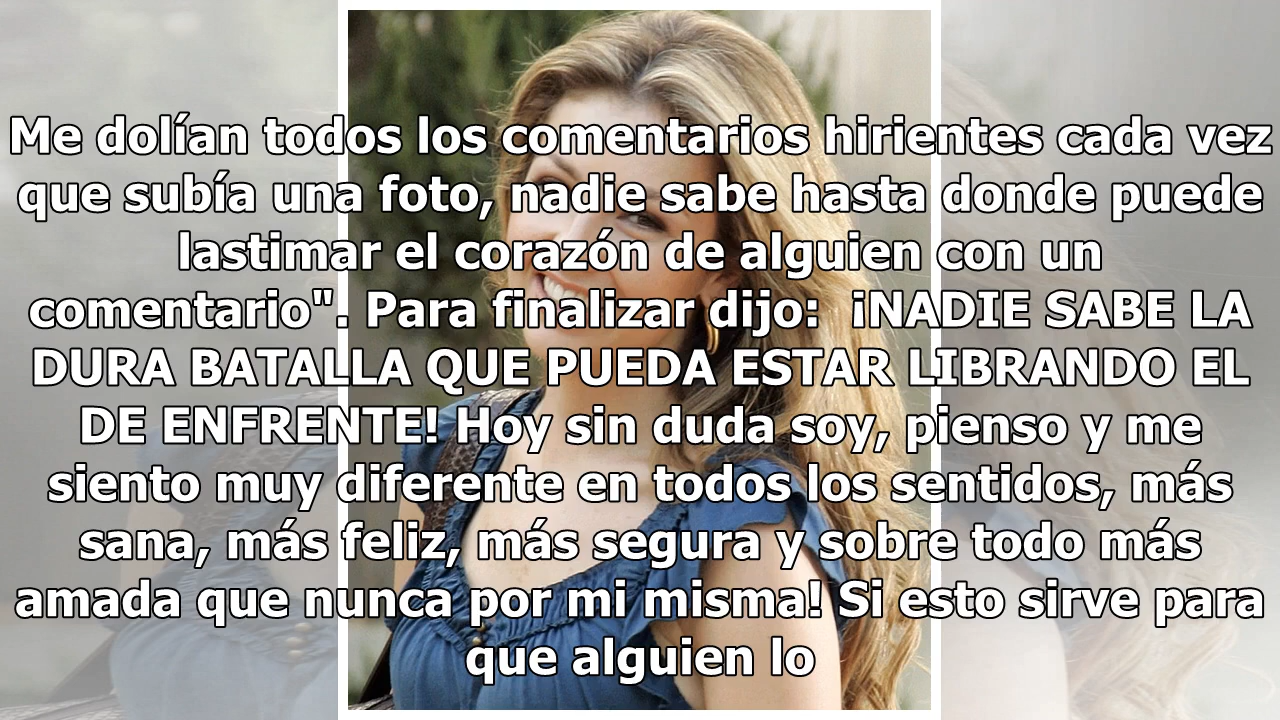 Me dolían todos los comentarios hirientes cada vez
que subía una foto, nadie sabe hasta donde puede
lastimar el corazón de alguien con un
comentario". Para finalizar dijo:  ¡NADIE SABE LA
DURA BATALLA QUE PUEDA ESTAR LIBRANDO EL
DE ENFRENTE! Hoy sin duda soy, pienso y me
siento muy diferente en todos los sentidos, más
sana, más feliz, más segura y sobre todo más
amada que nunca por mi misma! Si esto sirve para
que alguien lo